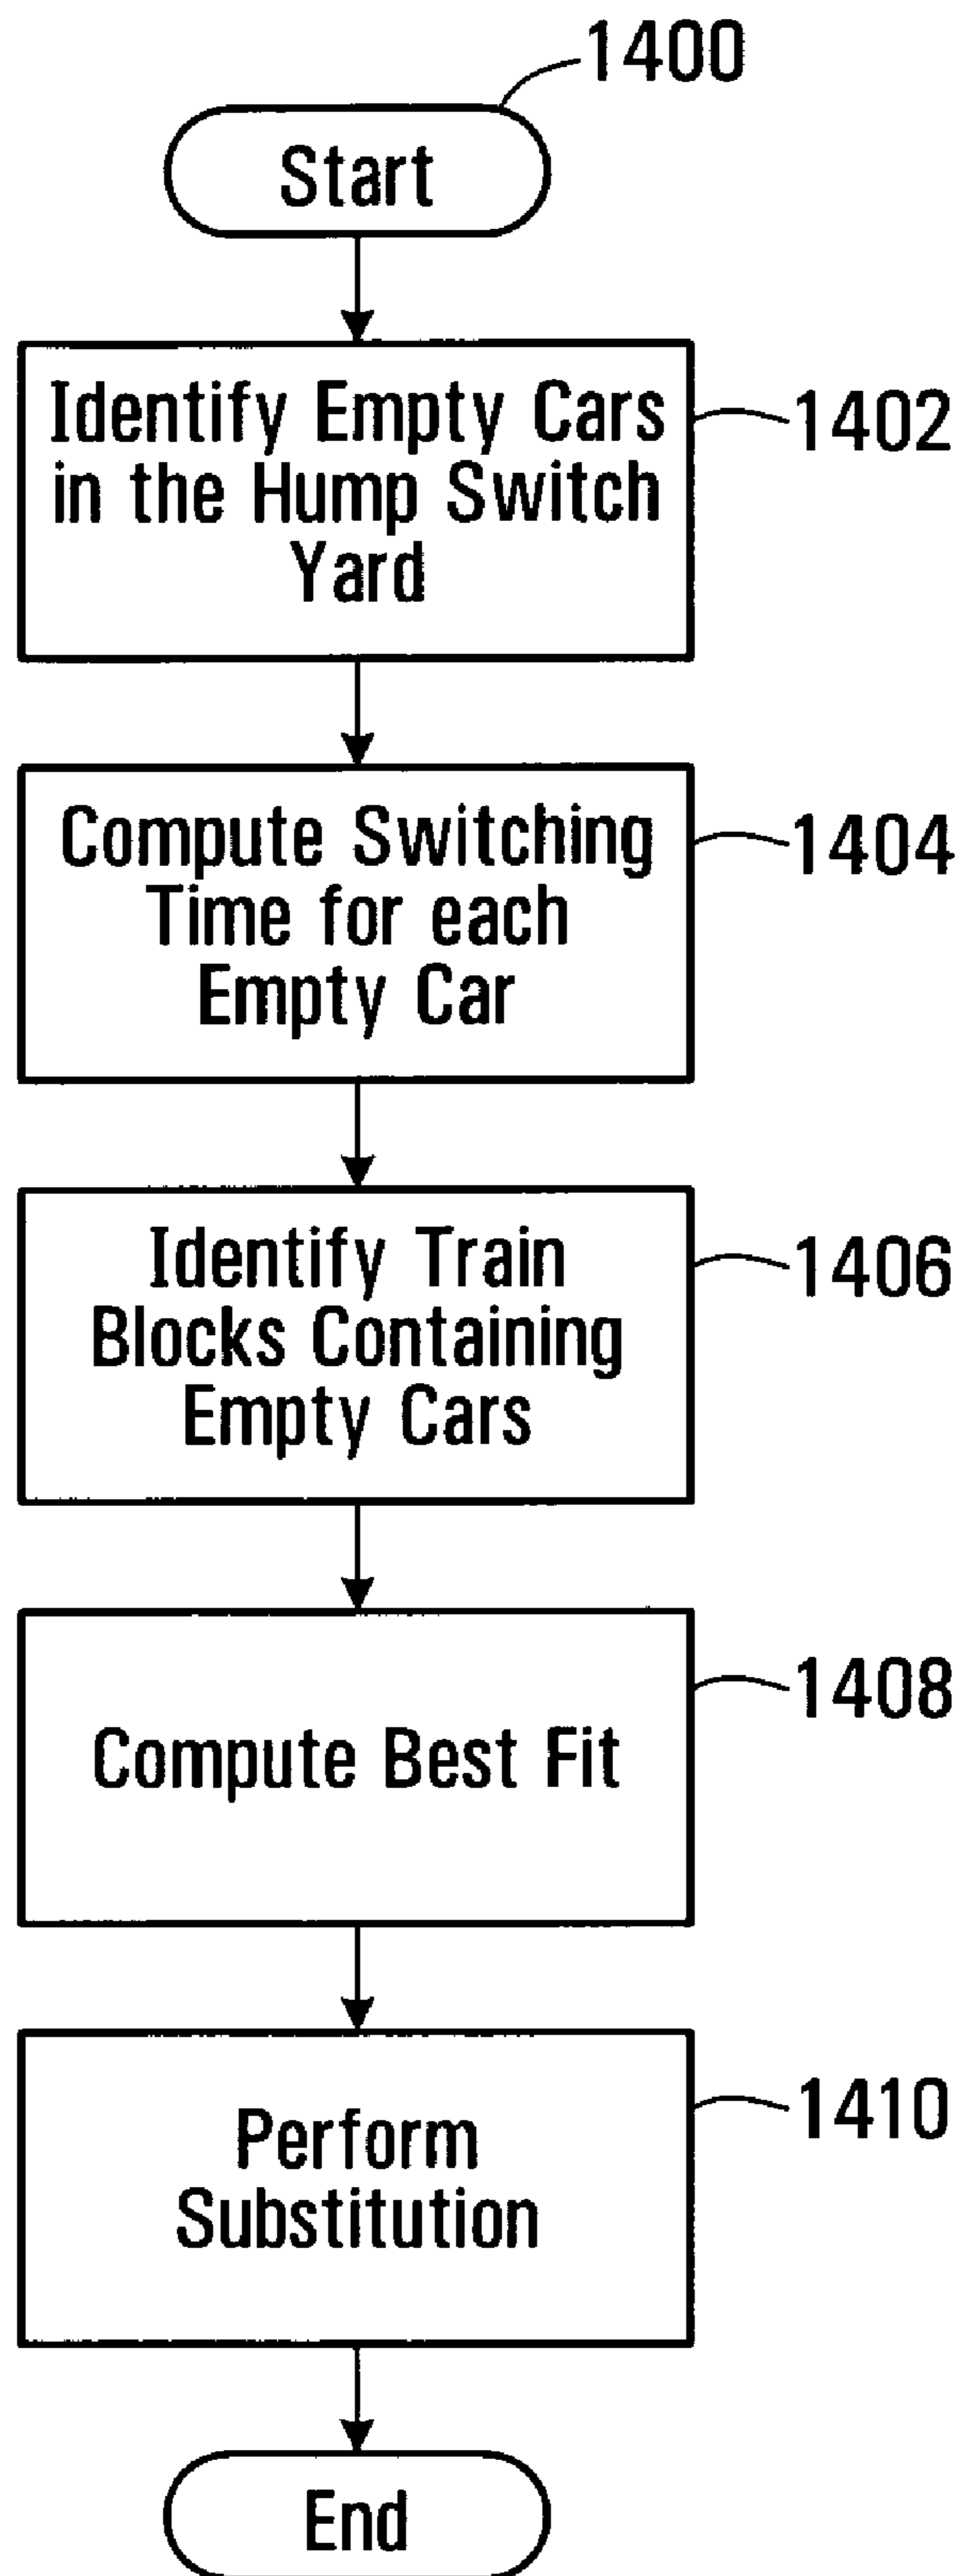 1400
Start
Identify Empty Cars
in the Hump Switch
Yard
1402
Compute Switching
Time for each
Empty Car
1404
Identify Train
Blocks Containing
Empty Cars
1406
Compute Best Fit
1408
Perform
Substitution
1410
End